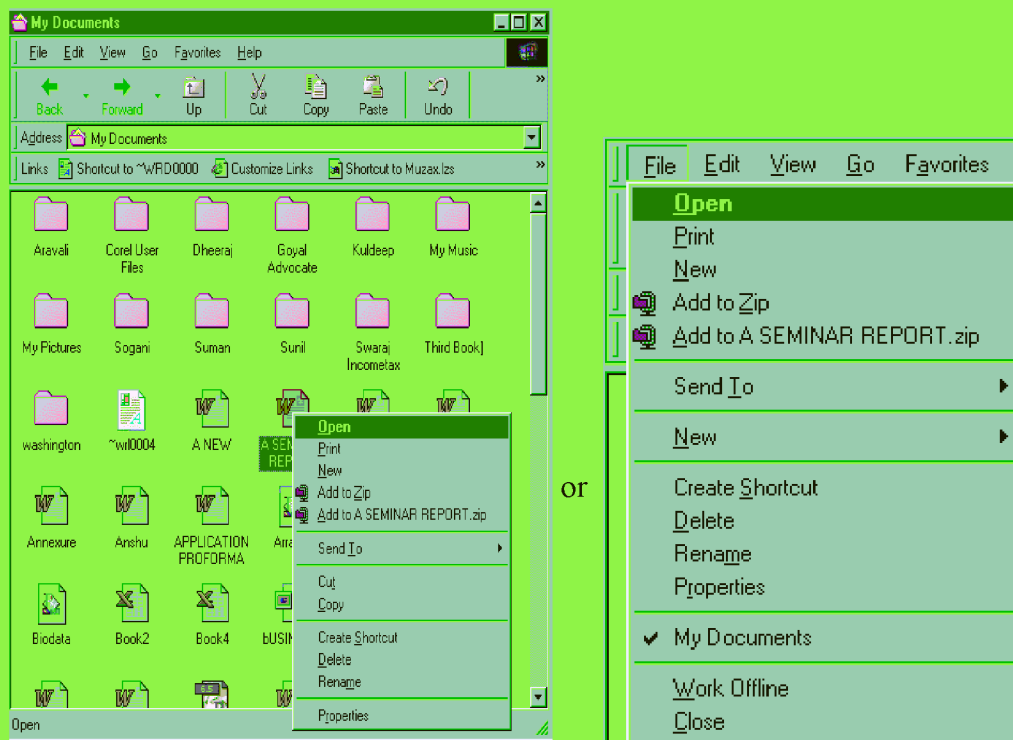 My Documents
File Edit View Go Favorites Help
Back Forward Up Cut Copy Paste Undo »
Address My Documents
Links Shortcut to ~WRD0000 Customize Links Shortcut to Muzax.lzs »
Aravali Corel User Files Dheeraj Goyal Advocate Kuldeep My Music
My Pictures Sogani Suman Sunil Swaraj Incometax Third Book]
washington ~wrl0004 A NEW A SEN REP
Annexure Anshu APPLICATION PROFORMA Arra
Biodata Book2 Book4 bUSIN
Open
Open
Print
New
Add to Zip
Add to A SEMINAR REPORT.zip
Send To
Cut
Copy
Create Shortcut
Delete
Rename
Properties
or
File Edit View Go Favorites
Open
Print
New
Add to Zip
Add to A SEMINAR REPORT.zip
Send To
New
Create Shortcut
Delete
Rename
Properties
My Documents
Work Offline
Close